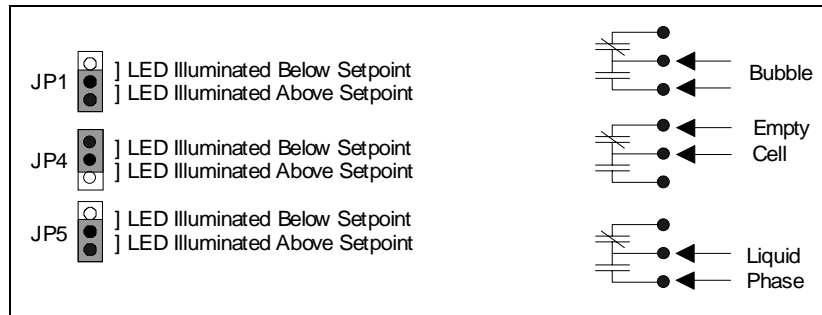 JP1
] LED Illuminated Below Setpoint
] LED Illuminated Above Setpoint
JP4
] LED Illuminated Below Setpoint
] LED Illuminated Above Setpoint
JP5
] LED Illuminated Below Setpoint
] LED Illuminated Above Setpoint
Bubble
Empty
Cell
Liquid
Phase